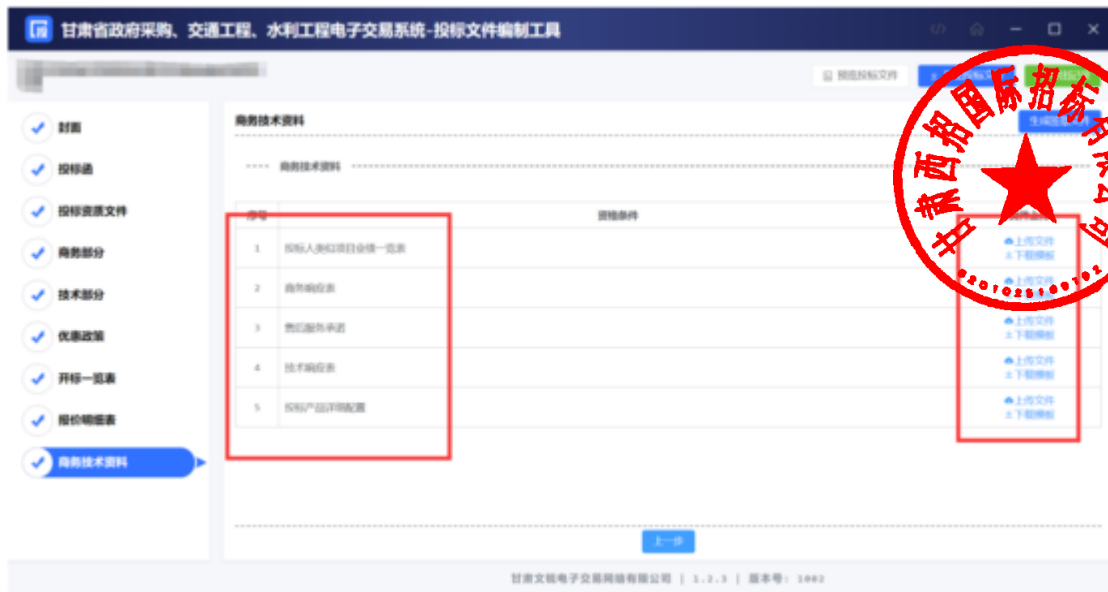 甘肃省政府采购、交通工程、水利工程电子交易系统-投标文件编制工具
预览投标文件
封面
投标函
投标资质文件
商务部分
技术部分
优惠政策
开标一览表
报价明细表
商务技术资料
商务技术资料
商务技术资料
序号 资格条件
1 投标人类似项目业绩一览表 上传文件
下载模板
2 商务响应表 上传文件
3 售后服务承诺 上传文件
下载模板
4 技术响应表 上传文件
下载模板
5 投标产品详细配置 上传文件
下载模板
上一步
甘肃文锐电子交易网络有限公司 | 1.2.3 | 版本号: 1002
甘肃西招国际招标有限公司